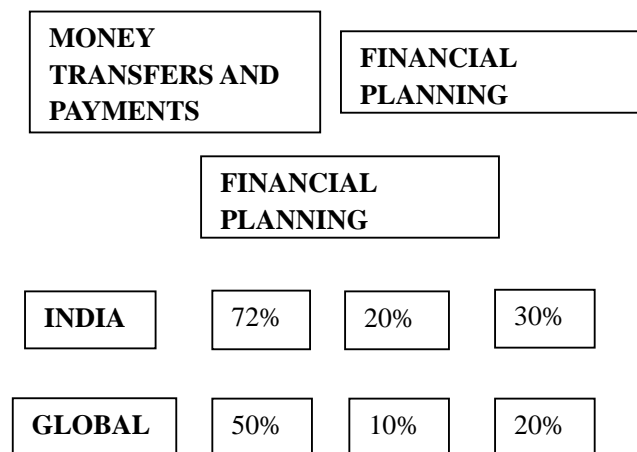 MONEY
TRANSFERS AND
PAYMENTS
FINANCIAL
PLANNING
FINANCIAL
PLANNING
INDIA 72% 20% 30%
GLOBAL 50% 10% 20%